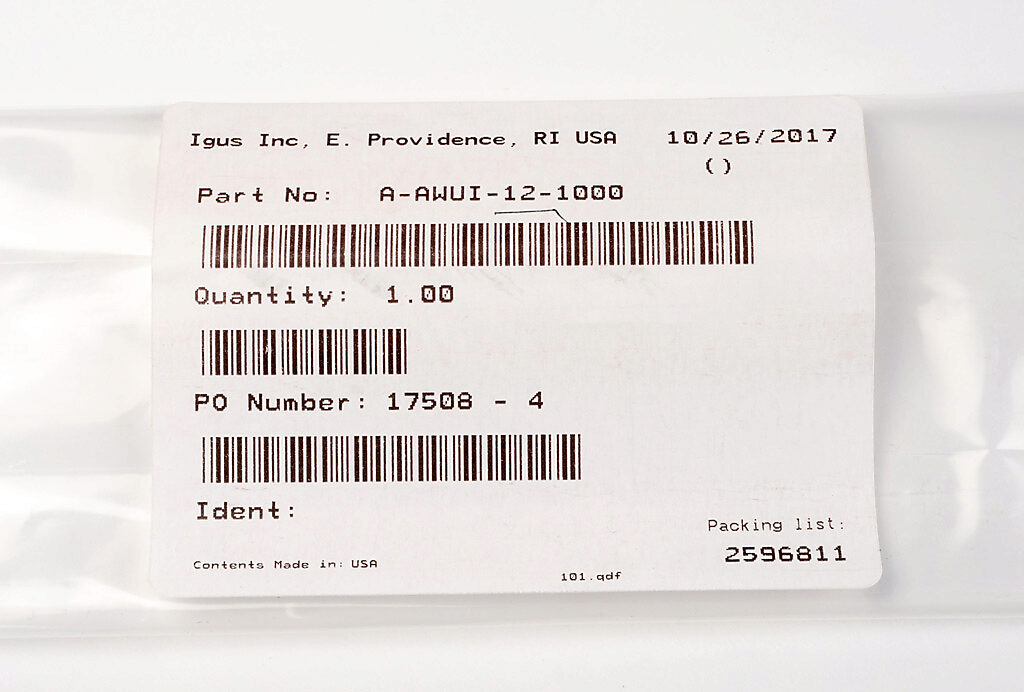 Igus Inc, E. Providence, RI USA 10/26/2017
()
Part No: A-AWUI-12-1000
Quantity: 1.00
PO Number: 17508 - 4
Ident:
Packing list:
2596811
Contents Made in: USA
101.qdf